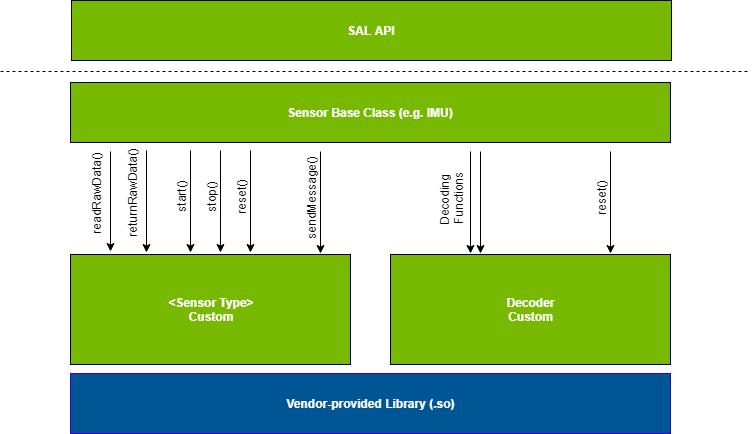 SAL API
Sensor Base Class (e.g. IMU)
readRawData()
returnRawData()
start()
stop()
reset()
sendMessage()
Decoding
Functions
reset()
<Sensor Type>
Custom
Decoder
Custom
Vendor-provided Library (.so)